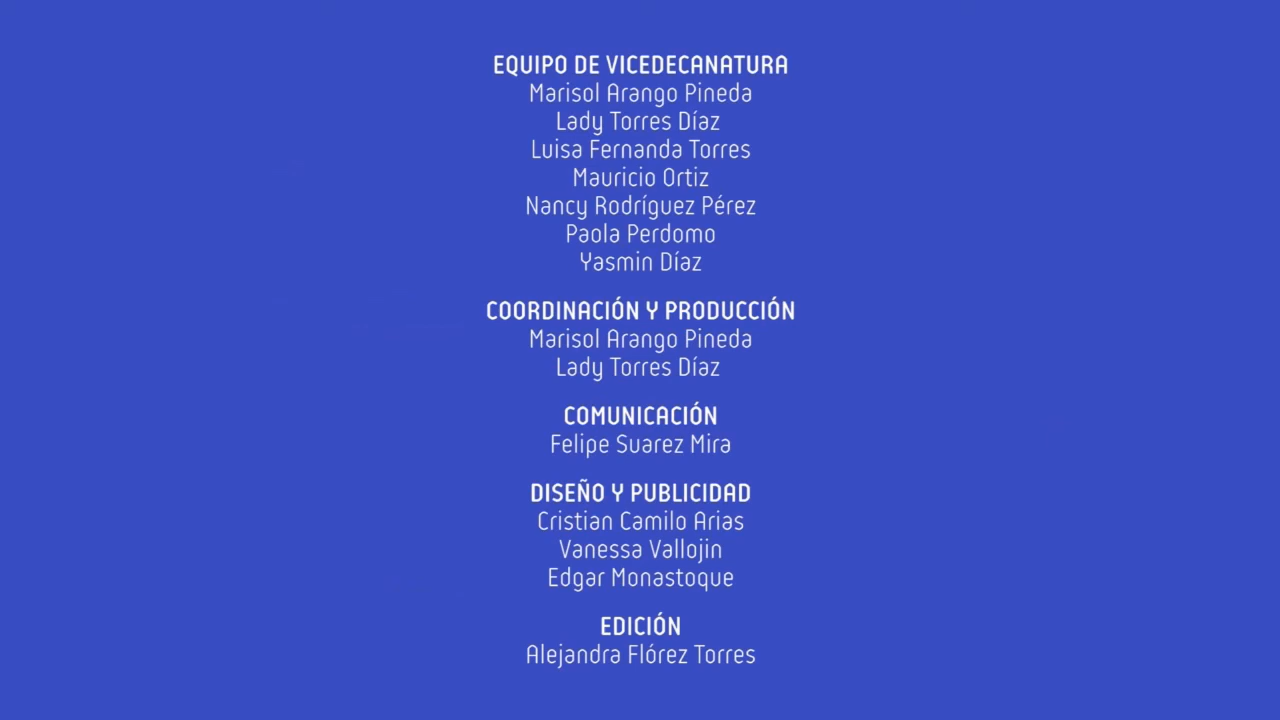 EQUIPO DE VICEDECANATURA
Marisol Arango Pineda
Lady Torres Díaz
Luisa Fernanda Torres
Mauricio Ortiz
Nancy Rodríguez Pérez
Paola Perdomo
Yasmin Díaz
COORDINACIÓN Y PRODUCCIÓN
Marisol Arango Pineda
Lady Torres Díaz
COMUNICACIÓN
Felipe Suarez Mira
DISEÑO Y PUBLICIDAD
Cristian Camilo Arias
Vanessa Vallojin
Edgar Monastoque
EDICIÓN
Alejandra Flórez Torres